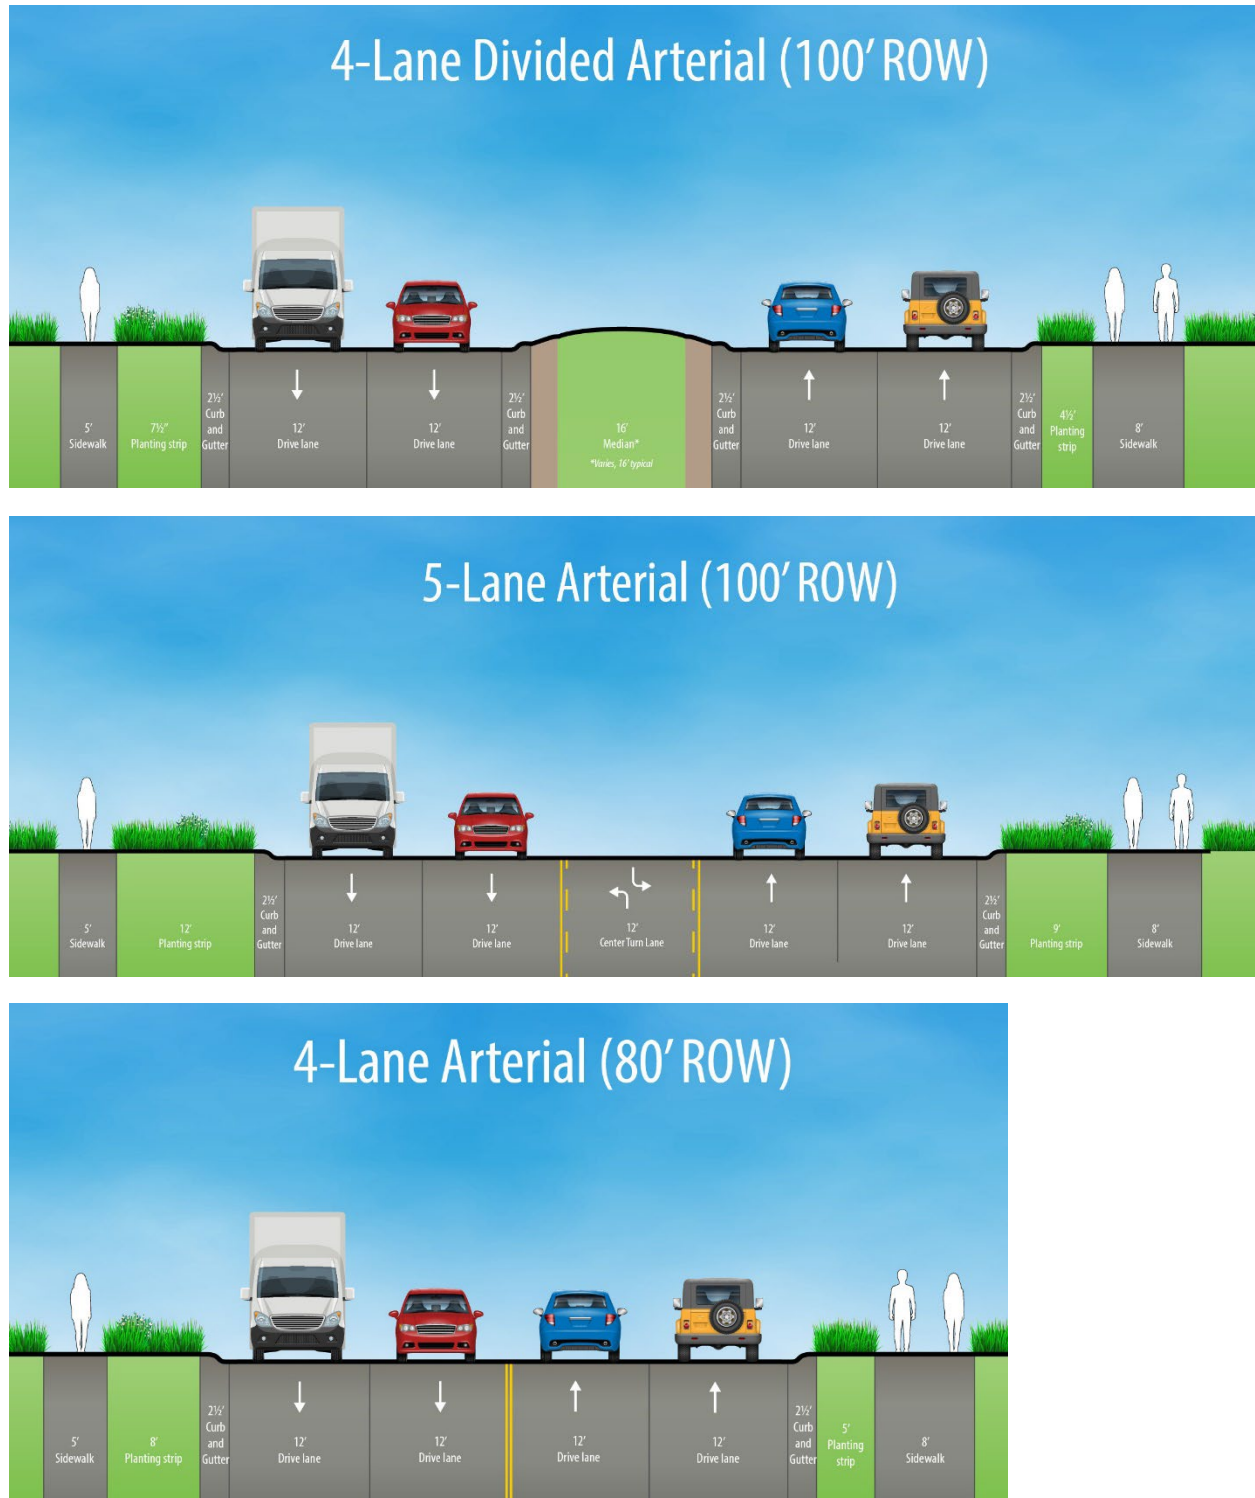 4-Lane Divided Arterial (100’ ROW)
5’
Sidewalk
7½”
Planting strip
2½’
Curb
and
Gutter
12’
Drive lane
12’
Drive lane
2½’
Curb
and
Gutter
16’
Median*
*Varies, 16’ typical
2½’
Curb
and
Gutter
12’
Drive lane
12’
Drive lane
2½’
Curb
and
Gutter
4½’
Planting
strip
8’
Sidewalk
5-Lane Arterial (100’ ROW)
5’
Sidewalk
12’
Planting strip
2½’
Curb
and
Gutter
12’
Drive lane
12’
Drive lane
12’
Center Turn Lane
12’
Drive lane
12’
Drive lane
2½’
Curb
and
Gutter
9’
Planting strip
8’
Sidewalk
4-Lane Arterial (80’ ROW)
5’
Sidewalk
8’
Planting strip
2½’
Curb
and
Gutter
12’
Drive lane
12’
Drive lane
12’
Drive lane
12’
Drive lane
2½’
Curb
and
Gutter
5’
Planting
strip
8’
Sidewalk